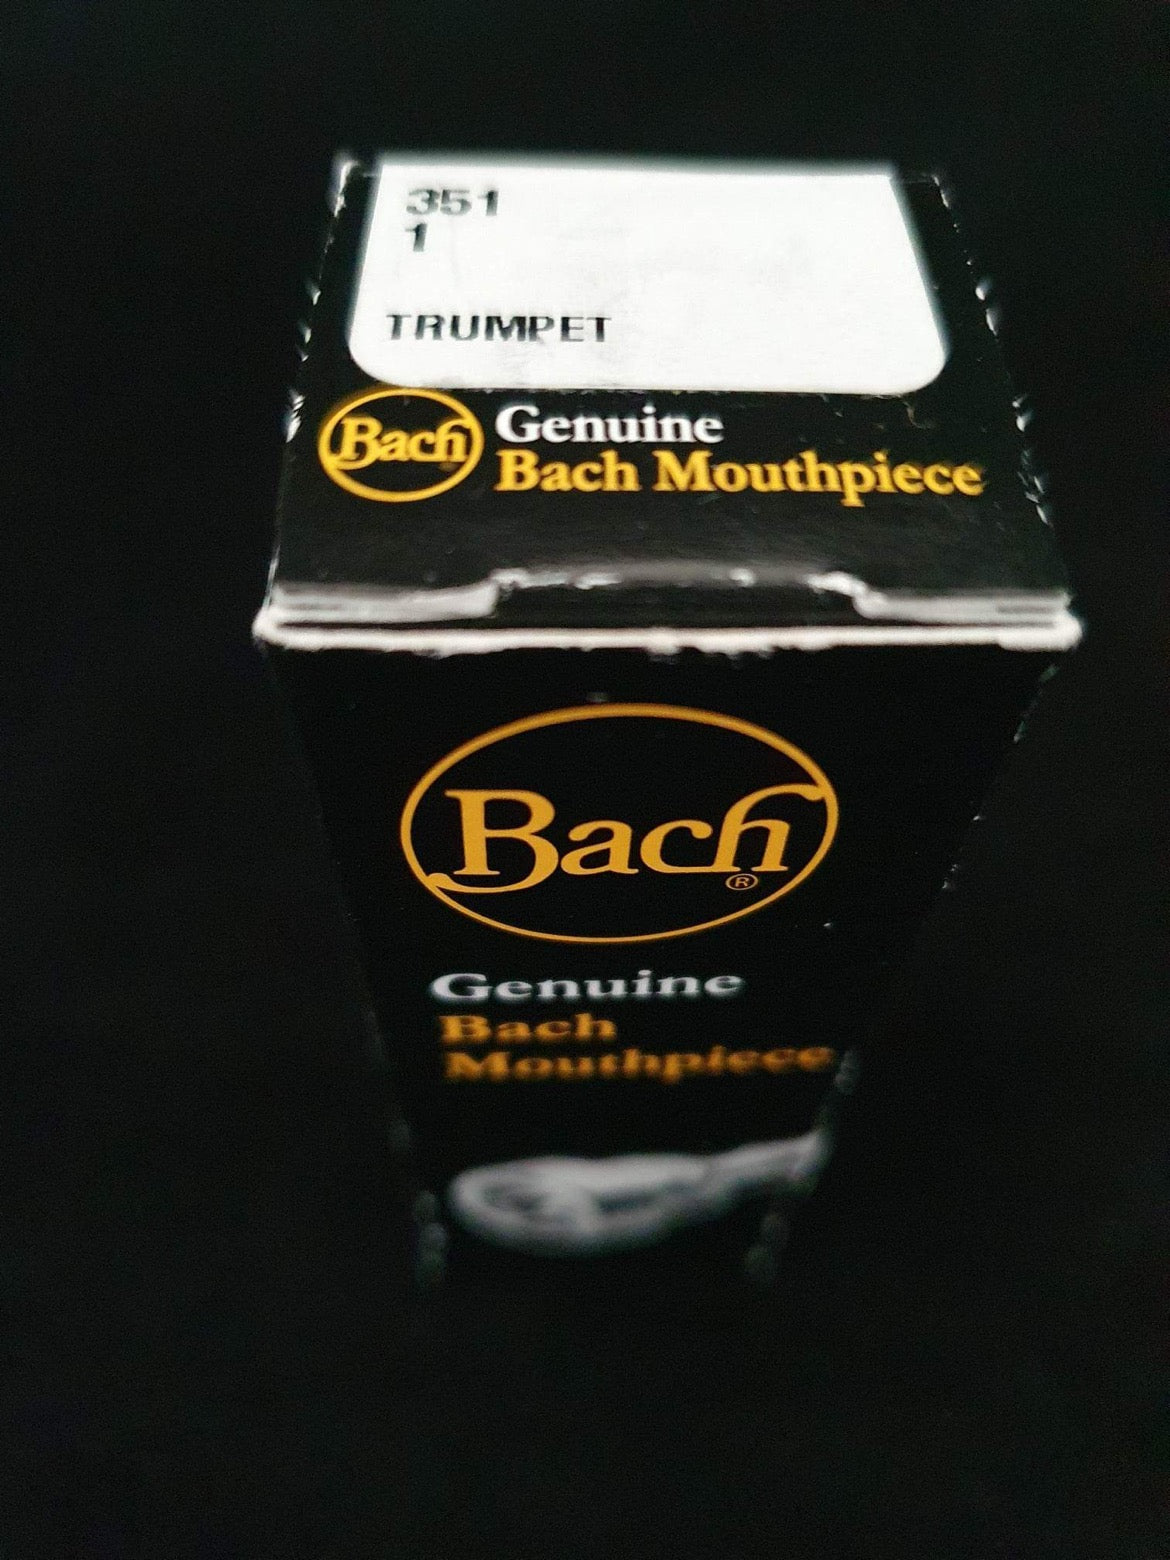 351
1
TRUMPET
Bach
Genuine
Bach Mouthpiece
Bach®
Genuine
Bach
Mouthpiece